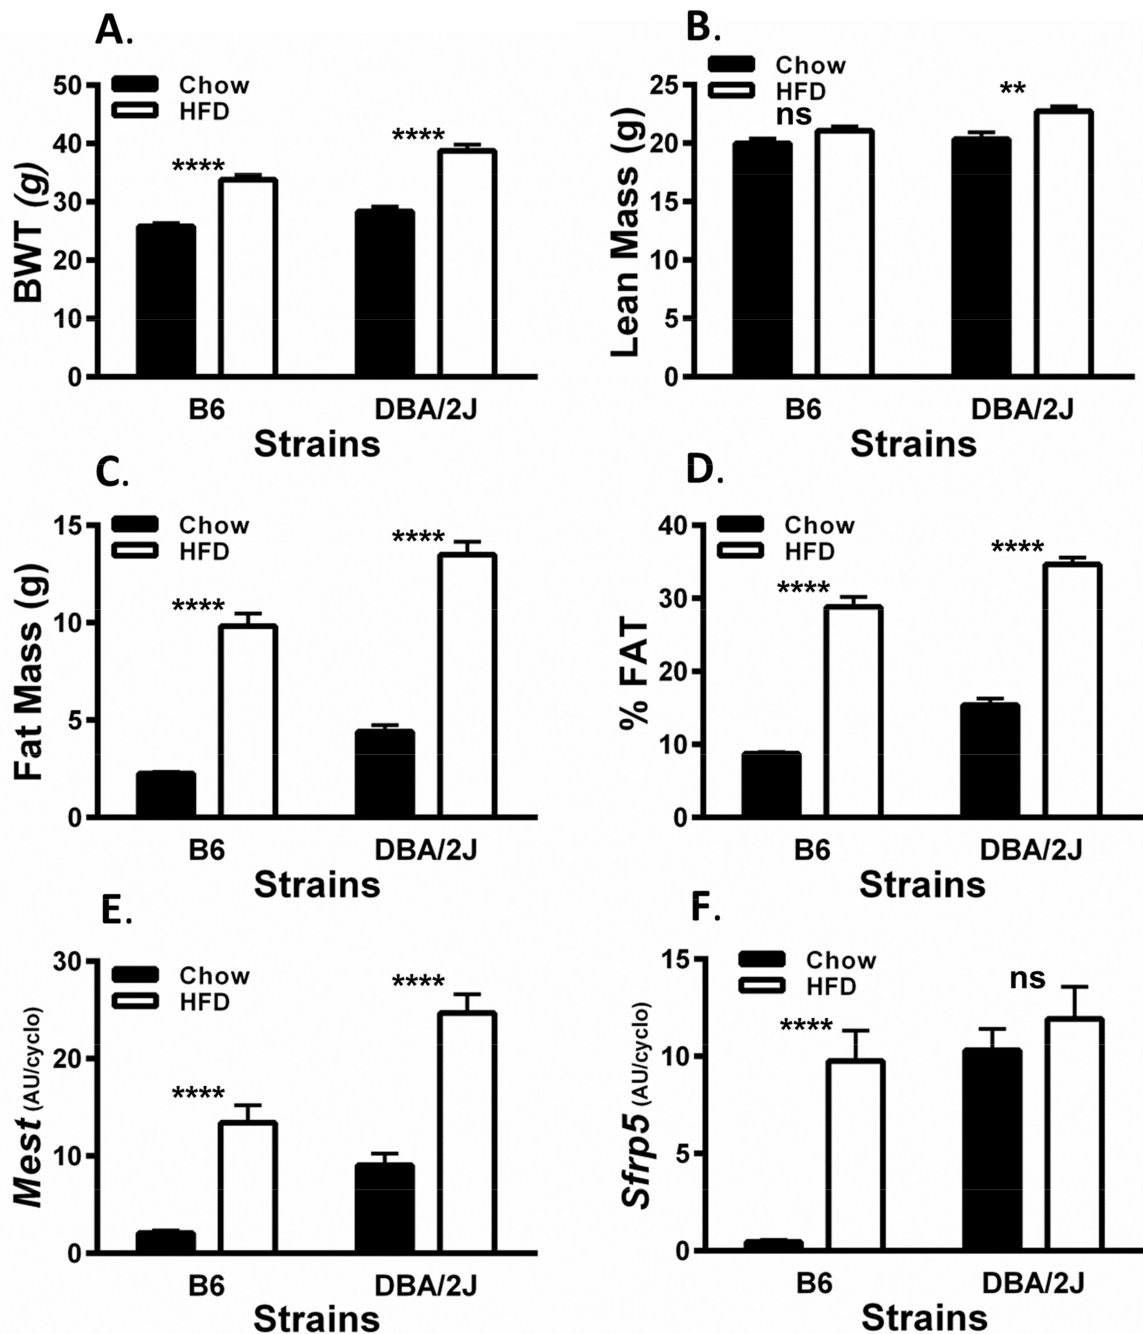 A.
Chow
HFD
50
40
30
20
10
0
BWT (g)
****
****
B6
DBA/2J
Strains
B.
Chow
HFD
25
20
15
10
5
0
Lean Mass (g)
ns
**
B6
DBA/2J
Strains
C.
Chow
HFD
15
10
5
0
Fat Mass (g)
****
****
B6
DBA/2J
Strains
D.
Chow
HFD
40
30
20
10
0
% FAT
****
****
B6
DBA/2J
Strains
E.
Chow
HFD
30
20
10
0
Mest (AU/cyclo)
****
****
B6
DBA/2J
Strains
F.
Chow
HFD
15
10
5
0
Sfrp5 (AU/cyclo)
****
ns
B6
DBA/2J
Strains